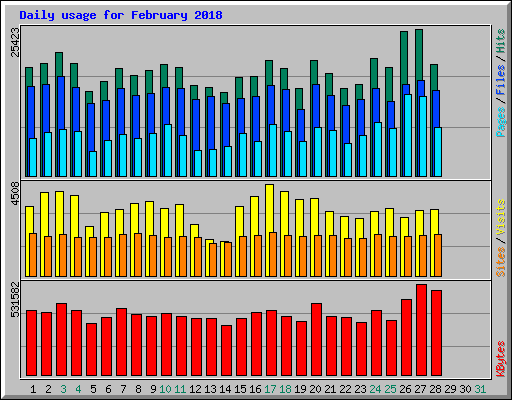 Daily usage for February 2018
25423
Pages / Files / Hits
4508
Sites / Visits
531582
KBytes
1 2 3 4 5 6 7 8 9 10 11 12 13 14 15 16 17 18 19 20 21 22 23 24 25 26 27 28 29 30 31